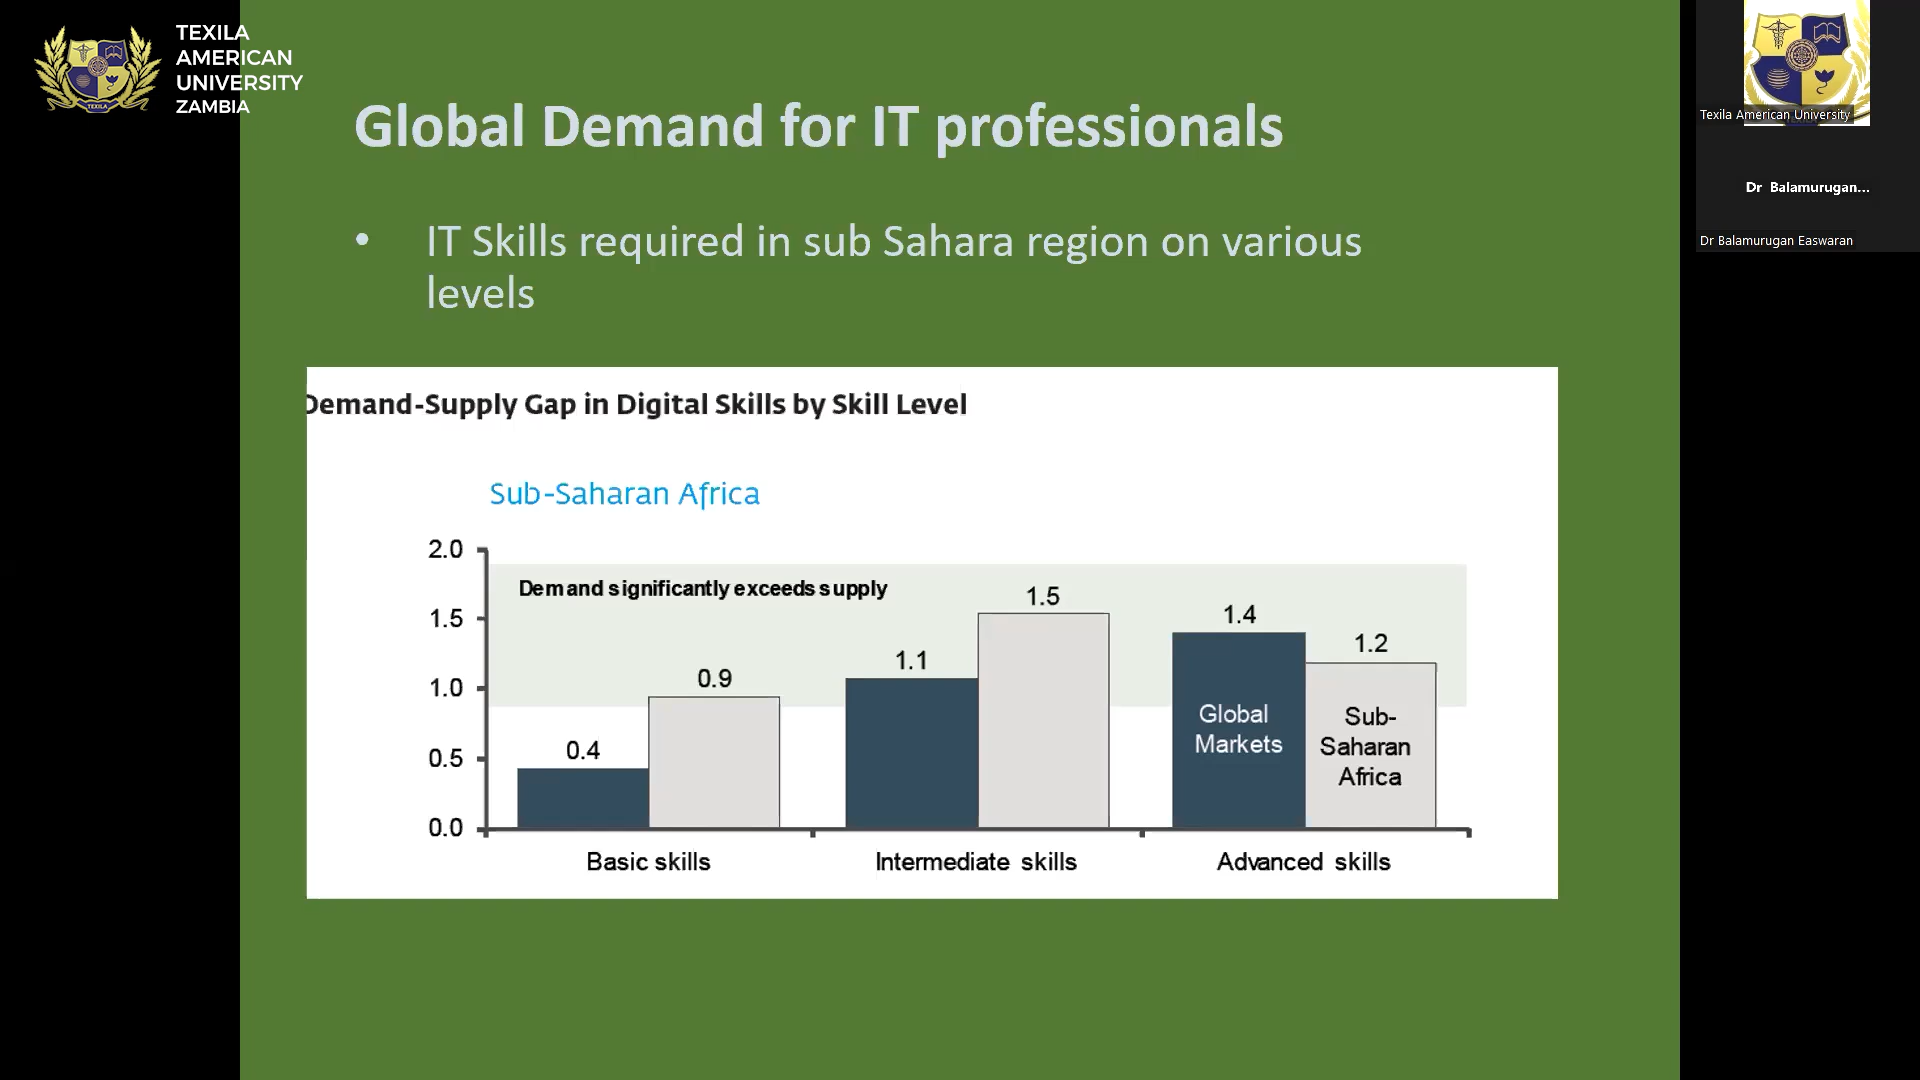 TEXILA
AMERICAN
UNIVERSITY
ZAMBIA
TEXILA
Global Demand for IT professionals
• IT Skills required in sub Sahara region on various
levels
Demand-Supply Gap in Digital Skills by Skill Level
Sub-Saharan Africa
2.0
1.5
1.0
0.5
0.0
Demand significantly exceeds supply
0.4
0.9
1.1
1.5
1.4
1.2
Global
Markets
Sub-
Saharan
Africa
Basic skills
Intermediate skills
Advanced skills
Texila American University
Dr Balamurugan...
Dr Balamurugan Easwaran